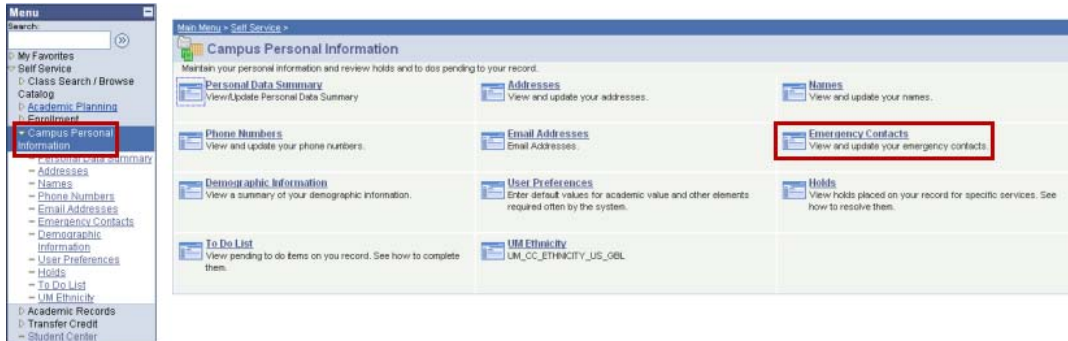 Menu
Search:
My Favorites
Self Service
Class Search / Browse
Catalog
Academic Planning
Enrollment
Campus Personal
Information
Personal Data Summary
Addresses
Names
Phone Numbers
Email Addresses
Emergency Contacts
Demographic
Information
User Preferences
Holds
To Do List
UM Ethnicity
Academic Records
Transfer Credit
Student Center
Main Menu > Self Service >
Campus Personal Information
Maintain your personal information and review holds and to dos pending to your record.
Personal Data Summary
View/Update Personal Data Summary
Addresses
View and update your addresses.
Names
View and update your names.
Phone Numbers
View and update your phone numbers.
Email Addresses
Email Addresses.
Emergency Contacts
View and update your emergency contacts.
Demographic Information
View a summary of your demographic information.
User Preferences
Enter default values for academic value and other elements
required often by the system.
Holds
View holds placed on your record for specific services. See
how to resolve them.
To Do List
View pending to do items on you record. See how to complete
them.
UM Ethnicity
UM_CC_ETHNICITY_US_GBL